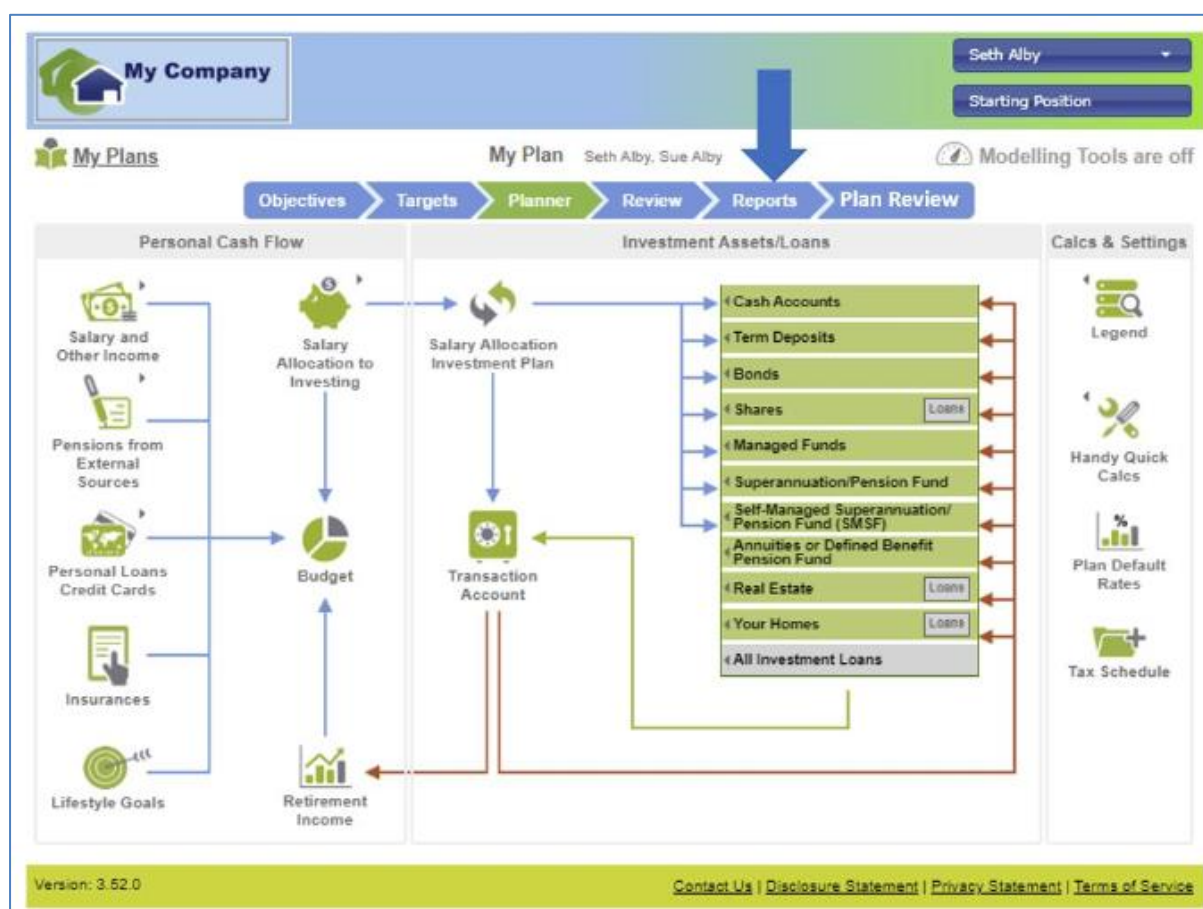 My Company
Seth Alby
Starting Position
My Plans
My Plan Seth Alby, Sue Alby
Modelling Tools are off
Objectives Targets Planner Review Reports Plan Review
Personal Cash Flow
Investment Assets/Loans
Calcs & Settings
Salary and
Other Income
Pensions from
External
Sources
Personal Loans
Credit Cards
Insurances
Lifestyle Goals
Salary
Allocation to
Investing
Budget
Retirement
Income
Salary Allocation
Investment Plan
Transaction
Account
Cash Accounts
Term Deposits
Bonds
Shares Loans
Managed Funds
Superannuation/Pension Fund
Self-Managed Superannuation/
Pension Fund (SMSF)
Annuities or Defined Benefit
Pension Fund
Real Estate Loans
Your Homes Loans
All Investment Loans
Legend
Handy Quick
Calcs
%
Plan Default
Rates
Tax Schedule
Version: 3.52.0
Contact Us | Disclosure Statement | Privacy Statement | Terms of Service